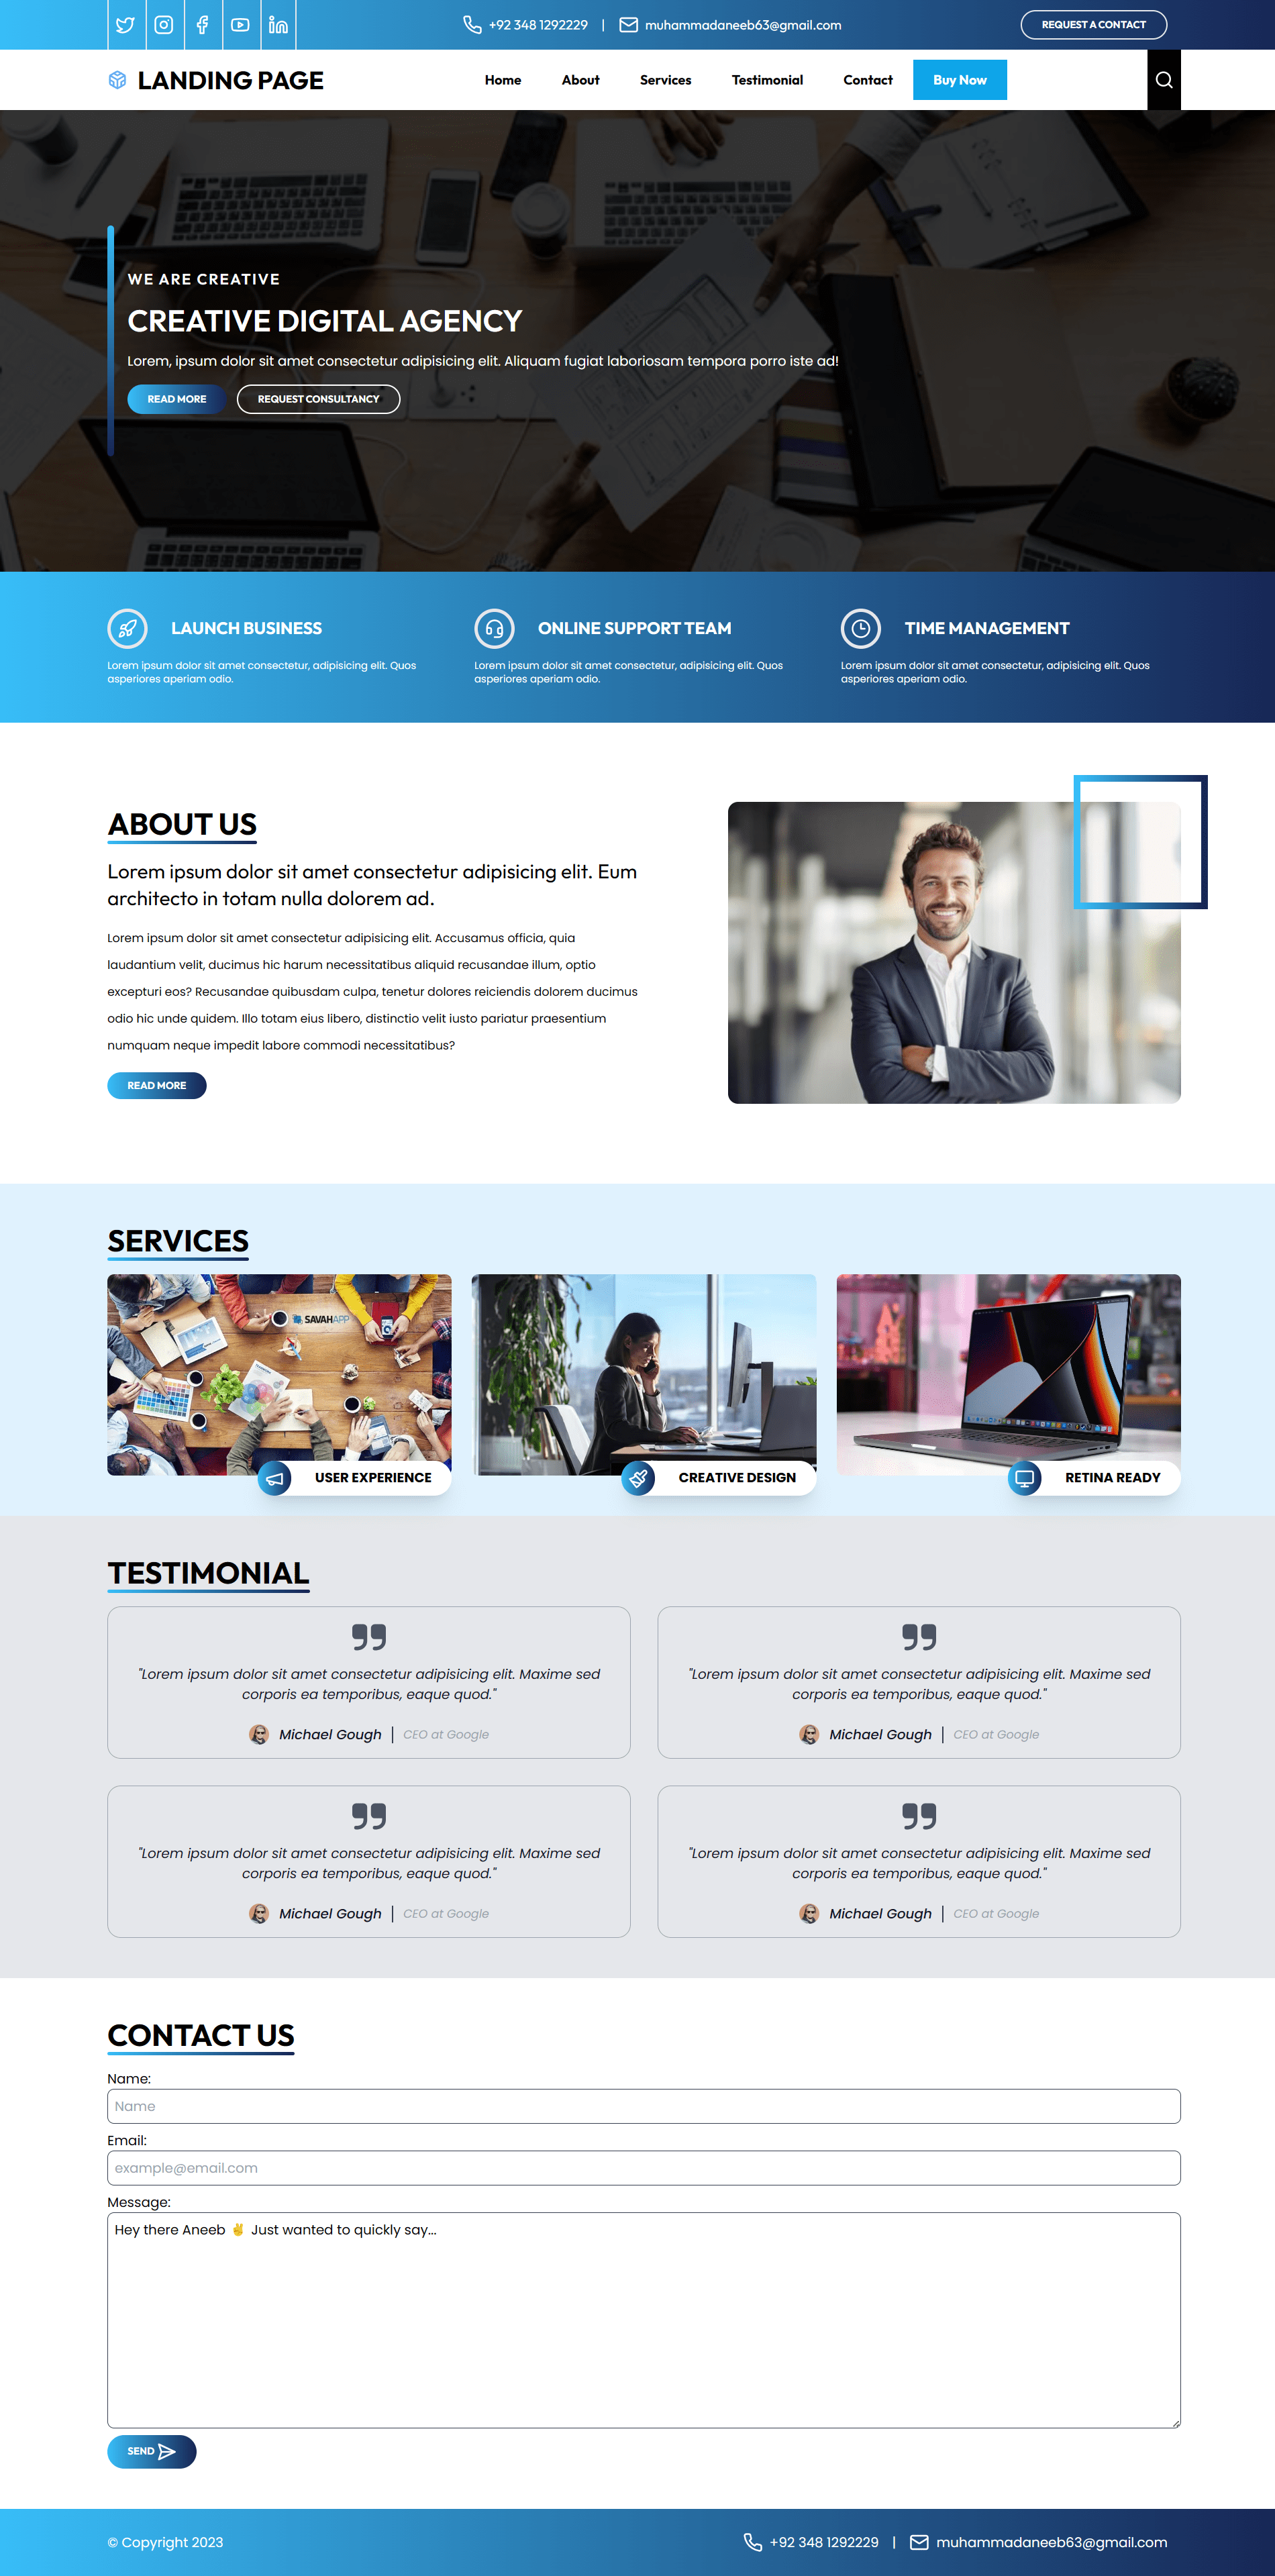 +92 348 1292229 | muhammadaneeb63@gmail.com
REQUEST A CONTACT
LANDING PAGE
Home
About
Services
Testimonial
Contact
Buy Now
WE ARE CREATIVE
CREATIVE DIGITAL AGENCY
Lorem, ipsum dolor sit amet consectetur adipisicing elit. Aliquam fugiat laboriosam tempora porro iste ad!
READ MORE
REQUEST CONSULTANCY
LAUNCH BUSINESS
Lorem ipsum dolor sit amet consectetur, adipisicing elit. Quos
asperiores aperiam odio.
ONLINE SUPPORT TEAM
Lorem ipsum dolor sit amet consectetur, adipisicing elit. Quos
asperiores aperiam odio.
TIME MANAGEMENT
Lorem ipsum dolor sit amet consectetur, adipisicing elit. Quos
asperiores aperiam odio.
ABOUT US
Lorem ipsum dolor sit amet consectetur adipisicing elit. Eum
architecto in totam nulla dolorem ad.
Lorem ipsum dolor sit amet consectetur adipisicing elit. Accusamus officia, quia
laudantium velit, ducimus hic harum necessitatibus aliquid recusandae illum, optio
excepturi eos? Recusandae quibusdam culpa, tenetur dolores reiciendis dolorem ducimus
odio hic unde quidem. Illo totam eius libero, distinctio velit iusto pariatur praesentium
numquam neque impedit labore commodi necessitatibus?
READ MORE
SERVICES
SAVAHAPP
USER EXPERIENCE
CREATIVE DESIGN
RETINA READY
TESTIMONIAL
"Lorem ipsum dolor sit amet consectetur adipisicing elit. Maxime sed
corporis ea temporibus, eaque quod."
Michael Gough | CEO at Google
"Lorem ipsum dolor sit amet consectetur adipisicing elit. Maxime sed
corporis ea temporibus, eaque quod."
Michael Gough | CEO at Google
"Lorem ipsum dolor sit amet consectetur adipisicing elit. Maxime sed
corporis ea temporibus, eaque quod."
Michael Gough | CEO at Google
"Lorem ipsum dolor sit amet consectetur adipisicing elit. Maxime sed
corporis ea temporibus, eaque quod."
Michael Gough | CEO at Google
CONTACT US
Name:
Name
Email:
example@email.com
Message:
Hey there Aneeb ✌ Just wanted to quickly say...
SEND
© Copyright 2023
+92 348 1292229 | muhammadaneeb63@gmail.com